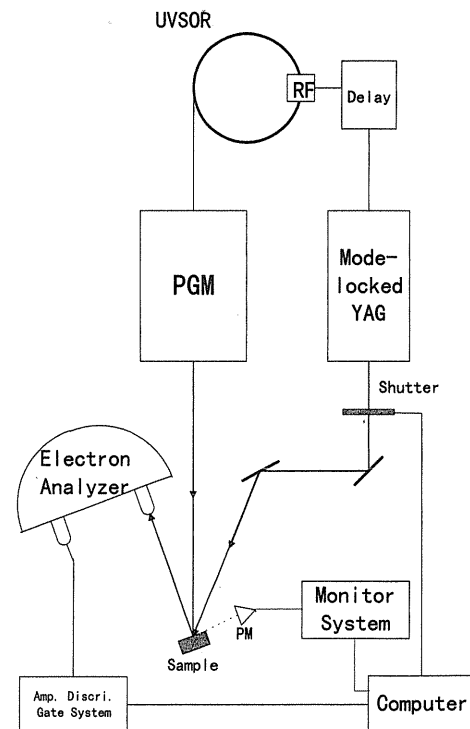 UVSOR
RF
Delay
PGM
Mode-
locked
YAG
Shutter
Electron
Analyzer
PM
Monitor
System
Sample
Amp. Discri.
Gate System
Computer